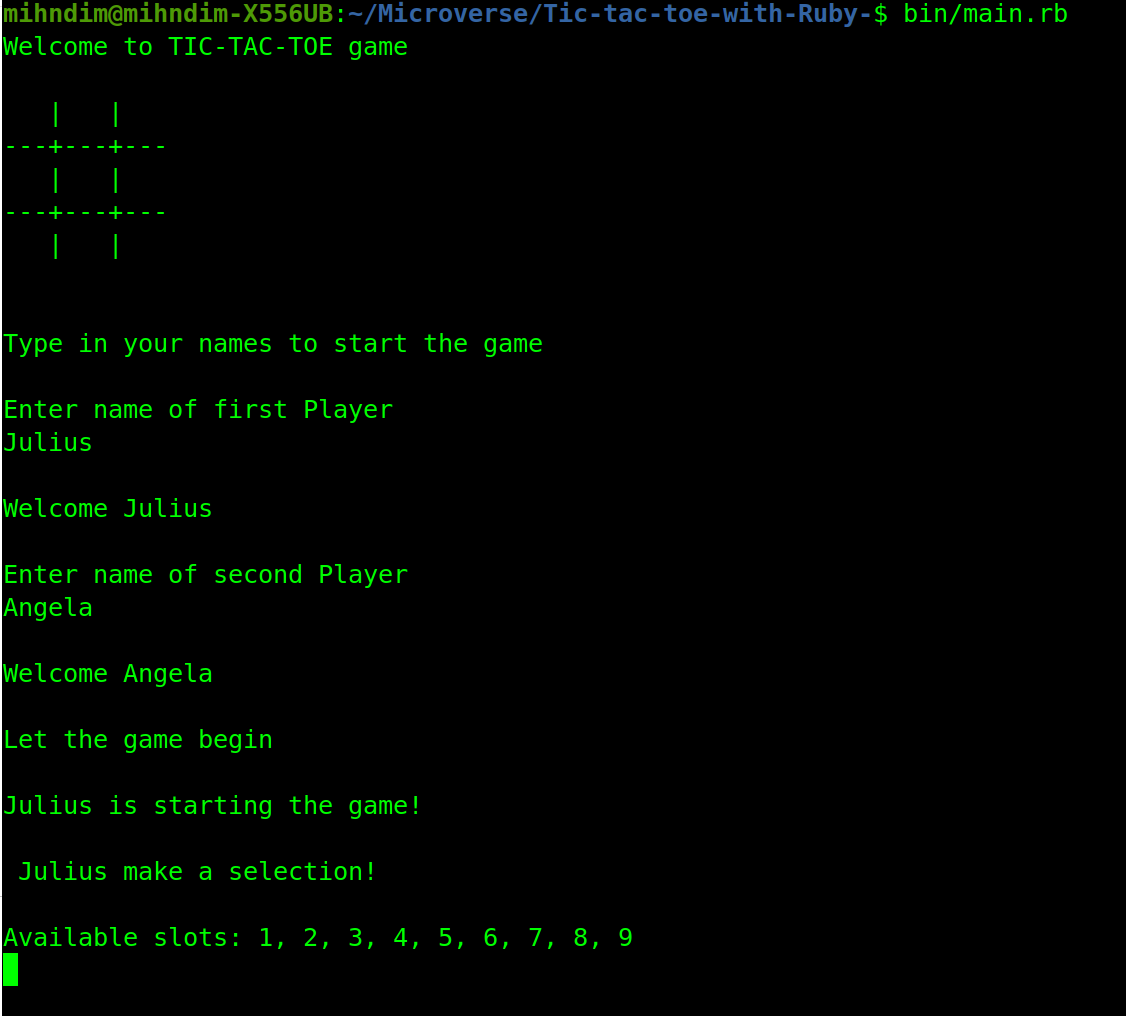 mihndim@mihndim-X556UB:~/Microverse/Tic-tac-toe-with-Ruby-$ bin/main.rb
Welcome to TIC-TAC-TOE game
   |   |
---+---+---
   |   |
---+---+---
   |   |
Type in your names to start the game
Enter name of first Player
Julius
Welcome Julius
Enter name of second Player
Angela
Welcome Angela
Let the game begin
Julius is starting the game!
 Julius make a selection!
Available slots: 1, 2, 3, 4, 5, 6, 7, 8, 9